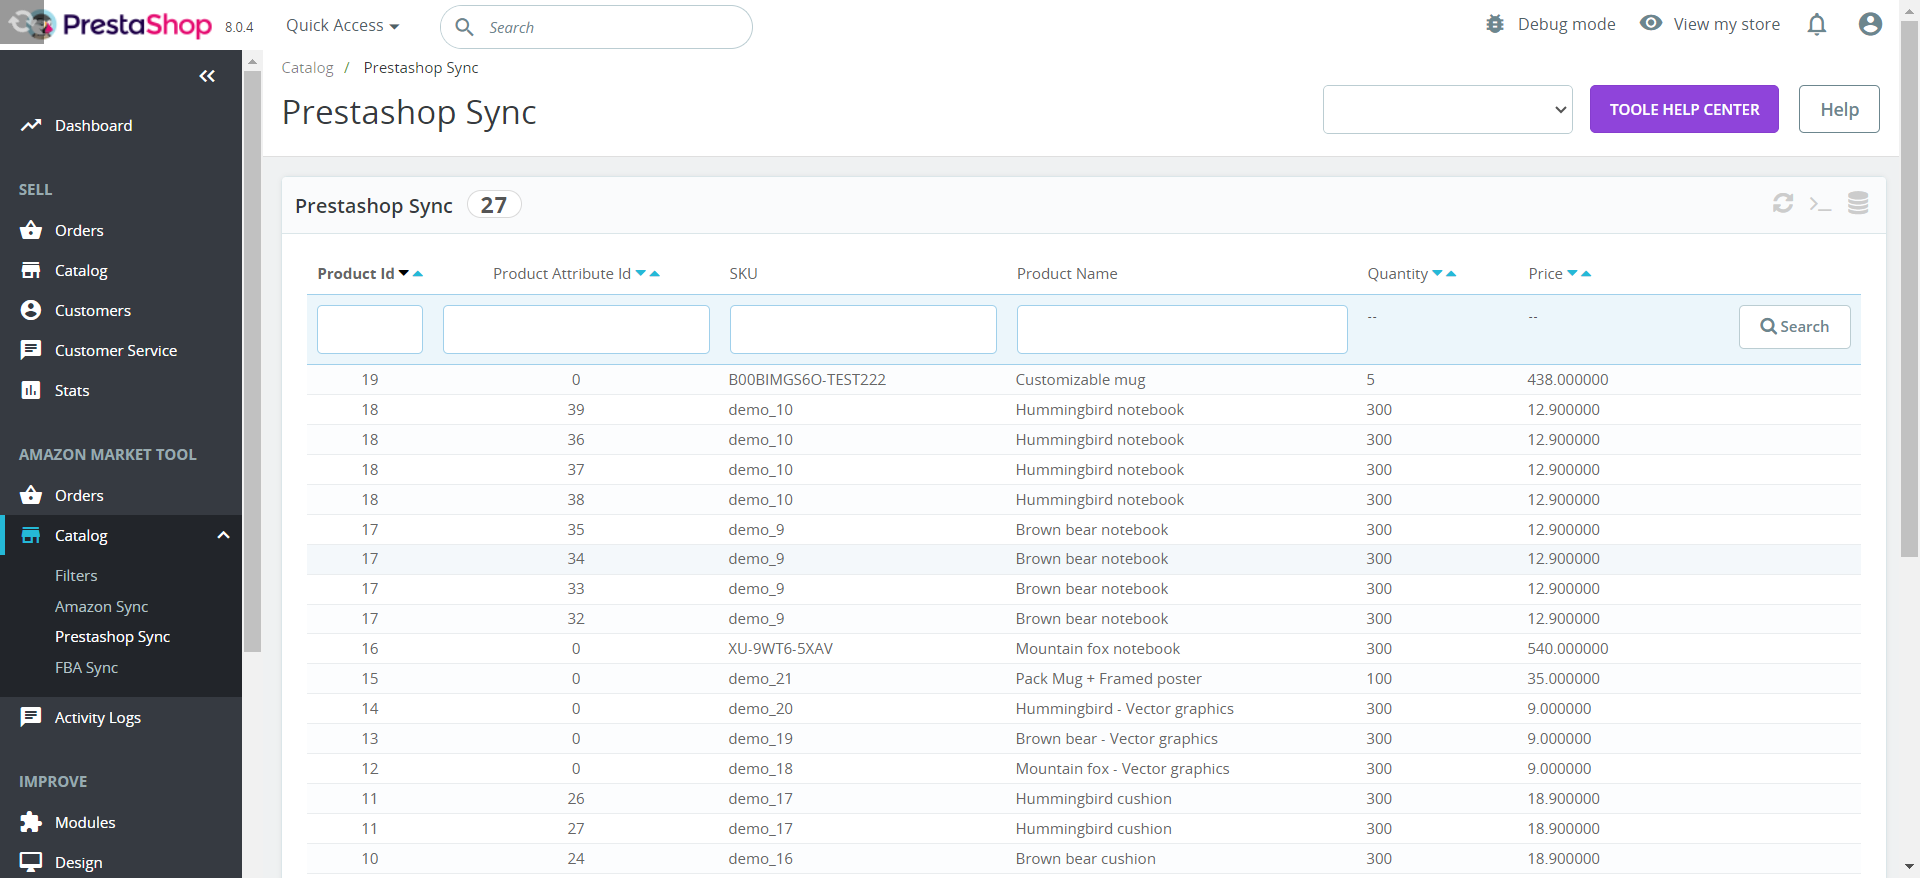 PrestaShop 8.0.4 Quick Access Search Debug mode View my store
Catalog / Prestashop Sync
Prestashop Sync TOOLE HELP CENTER Help
Dashboard
SELL
Orders
Catalog
Customers
Customer Service
Stats
AMAZON MARKET TOOL
Orders
Catalog
Filters
Amazon Sync
Prestashop Sync
FBA Sync
Activity Logs
IMPROVE
Modules
Design
Prestashop Sync 27
Product Id Product Attribute Id SKU Product Name Quantity Price
-- -- Search
19 0 B00BIMGS6O-TEST222 Customizable mug 5 438.000000
18 39 demo_10 Hummingbird notebook 300 12.900000
18 36 demo_10 Hummingbird notebook 300 12.900000
18 37 demo_10 Hummingbird notebook 300 12.900000
18 38 demo_10 Hummingbird notebook 300 12.900000
17 35 demo_9 Brown bear notebook 300 12.900000
17 34 demo_9 Brown bear notebook 300 12.900000
17 33 demo_9 Brown bear notebook 300 12.900000
17 32 demo_9 Brown bear notebook 300 12.900000
16 0 XU-9WT6-5XAV Mountain fox notebook 300 540.000000
15 0 demo_21 Pack Mug + Framed poster 100 35.000000
14 0 demo_20 Hummingbird - Vector graphics 300 9.000000
13 0 demo_19 Brown bear - Vector graphics 300 9.000000
12 0 demo_18 Mountain fox - Vector graphics 300 9.000000
11 26 demo_17 Hummingbird cushion 300 18.900000
11 27 demo_17 Hummingbird cushion 300 18.900000
10 24 demo_16 Brown bear cushion 300 18.900000